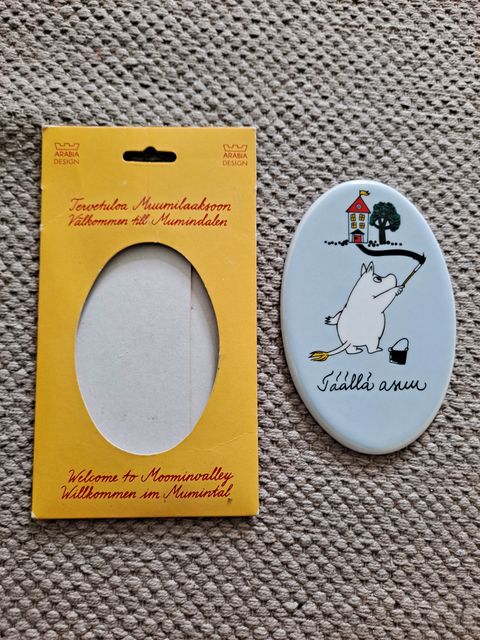 ARABIA
DESIGN
ARABIA
DESIGN
Tervetuloa Muumilaaksoon
Välkommen till Mumindalen
Welcome to Moominvalley
Willkommen im Mumintal
Täällä asuu